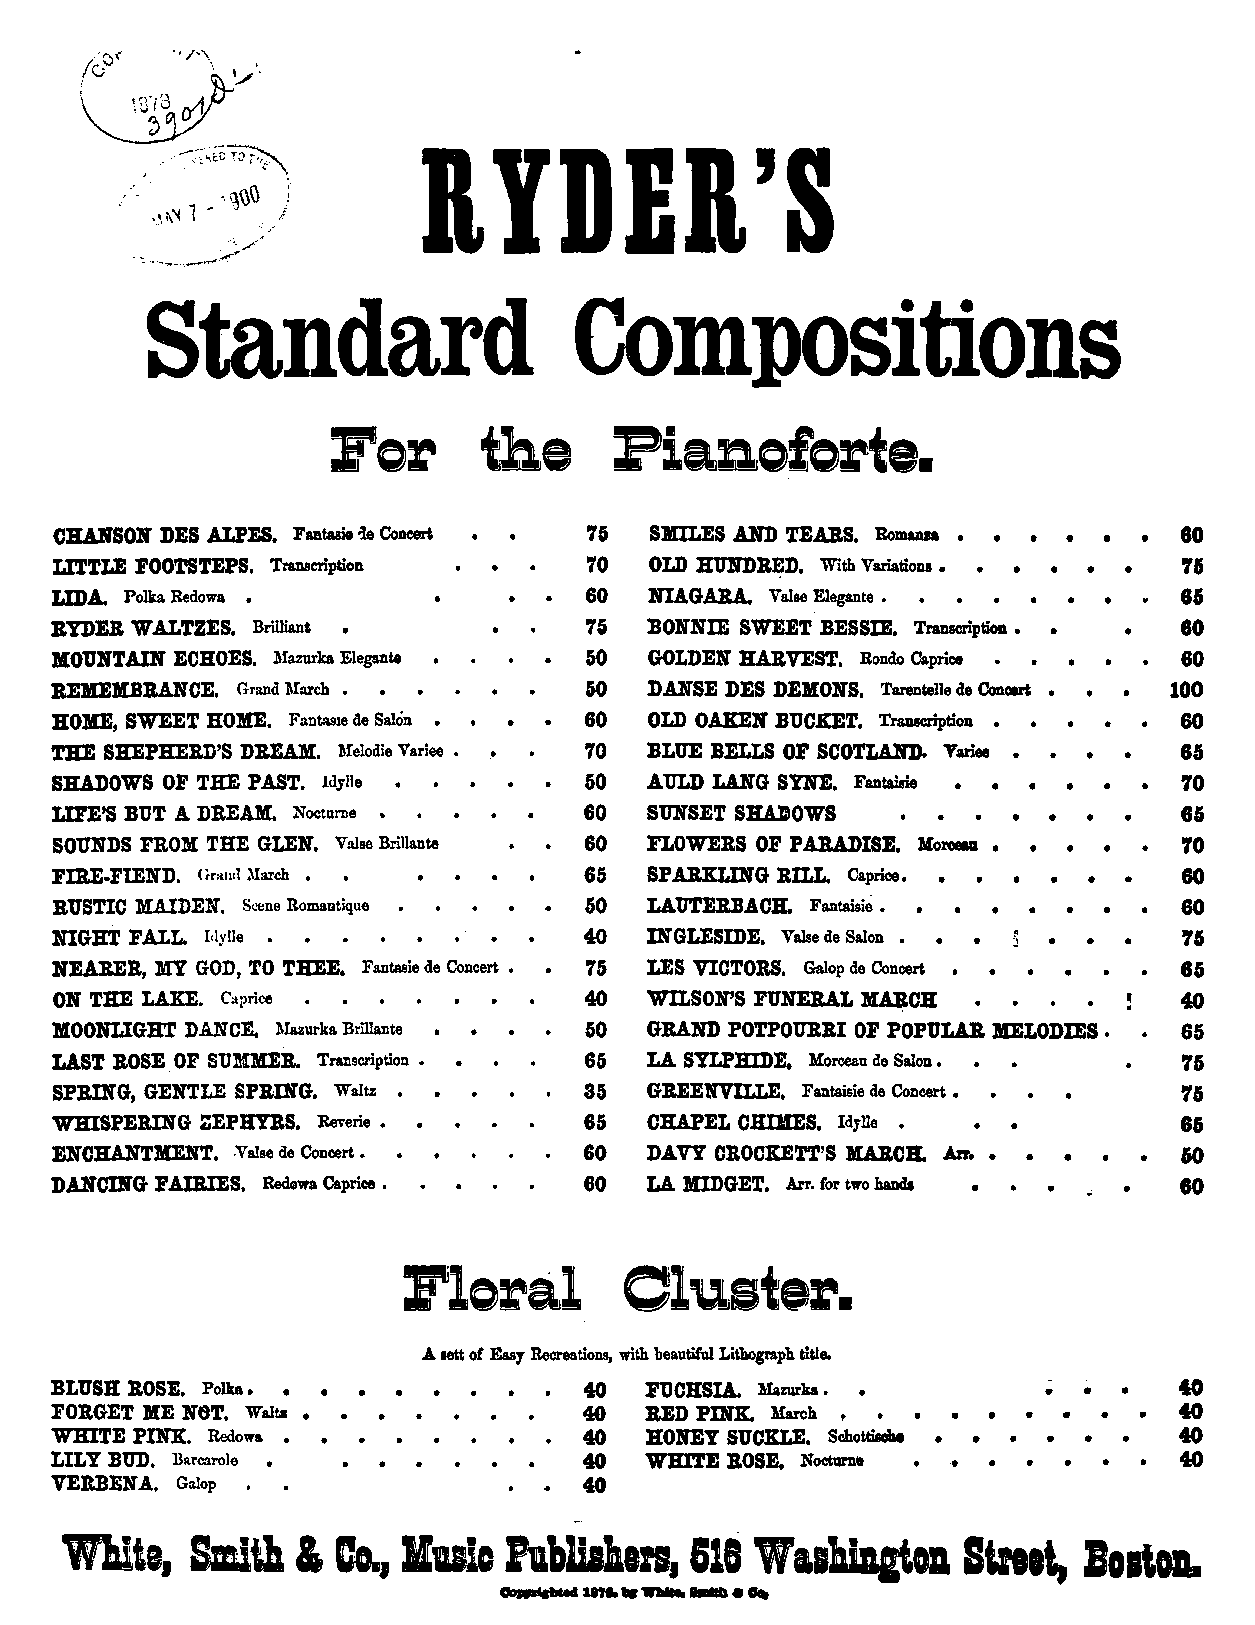 1878
39018
MAY 7 - 1900
RYDER'S
Standard Compositions
For the Pianoforte.
CHANSON DES ALPES. Fantasie de Concert . . 75
LITTLE FOOTSTEPS. Transcription . . . 70
LIDA. Polka Redowa . . . . 60
RYDER WALTZES. Brilliant . . . 75
MOUNTAIN ECHOES. Mazurka Elegante . . . . 50
REMEMBRANCE. Grand March . . . . . . 50
HOME, SWEET HOME. Fantasie de Salon . . . . 60
THE SHEPHERD'S DREAM. Melodie Variee . . . 70
SHADOWS OF THE PAST. Idylle . . . . . 50
LIFE'S BUT A DREAM. Nocturne . . . . . 60
SOUNDS FROM THE GLEN. Valse Brillante . . 60
FIRE-FIEND. Grand March . . . . . . 65
RUSTIC MAIDEN. Scene Romantique . . . . . 50
NIGHT FALL. Idylle . . . . . . . . 40
NEARER, MY GOD, TO THEE. Fantasie de Concert . . 75
ON THE LAKE. Caprice . . . . . . . 40
MOONLIGHT DANCE. Mazurka Brillante . . . . 50
LAST ROSE OF SUMMER. Transcription . . . . 65
SPRING, GENTLE SPRING. Waltz . . . . . 35
WHISPERING ZEPHYRS. Reverie . . . . . 65
ENCHANTMENT. Valse de Concert . . . . . . 60
DANCING FAIRIES. Redowa Caprice . . . . . 60
SMILES AND TEARS. Romanza . . . . . . 60
OLD HUNDRED. With Variations . . . . . . 75
NIAGARA. Valse Elegante . . . . . . . . 65
BONNIE SWEET BESSIE. Transcription . . . 60
GOLDEN HARVEST. Rondo Caprice . . . . . 60
DANSE DES DEMONS. Tarentelle de Concert . . . 100
OLD OAKEN BUCKET. Transcription . . . . . 60
BLUE BELLS OF SCOTLAND. Variee . . . . 65
AULD LANG SYNE. Fantaisie . . . . . . 70
SUNSET SHADOWS . . . . . . . 65
FLOWERS OF PARADISE. Morceau . . . . . 70
SPARKLING RILL. Caprice. . . . . . . 60
LAUTERBACH. Fantaisie . . . . . . . . 60
INGLESIDE. Valse de Salon . . . . . . 75
LES VICTORS. Galop de Concert . . . . . . 65
WILSON'S FUNERAL MARCH . . . . ! 40
GRAND POTPOURRI OF POPULAR MELODIES . . 65
LA SYLPHIDE. Morceau de Salon . . . . 75
GREENVILLE. Fantaisie de Concert . . . . 75
CHAPEL CHIMES. Idylle . . . 65
DAVY CROCKETT'S MARCH. Arr. . . . . . 50
LA MIDGET. Arr. for two hands . . . . . 60
Floral Cluster.
A sett of Easy Recreations, with beautiful Lithograph title.
BLUSH ROSE. Polka . . . . . . . . . 40
FORGET ME NOT. Waltz . . . . . . . 40
WHITE PINK. Redowa . . . . . . . . 40
LILY BUD. Barcarole . . . . . . . 40
VERBENA. Galop . . . . 40
FUCHSIA. Mazurka . . . . . 40
RED PINK. March . . . . . . . . . 40
HONEY SUCKLE. Schottische . . . . . . 40
WHITE ROSE. Nocturne . . . . . . . 40
White, Smith & Co., Music Publishers, 516 Washington Street, Boston.
Copyrighted 1878. by White, Smith & Co.